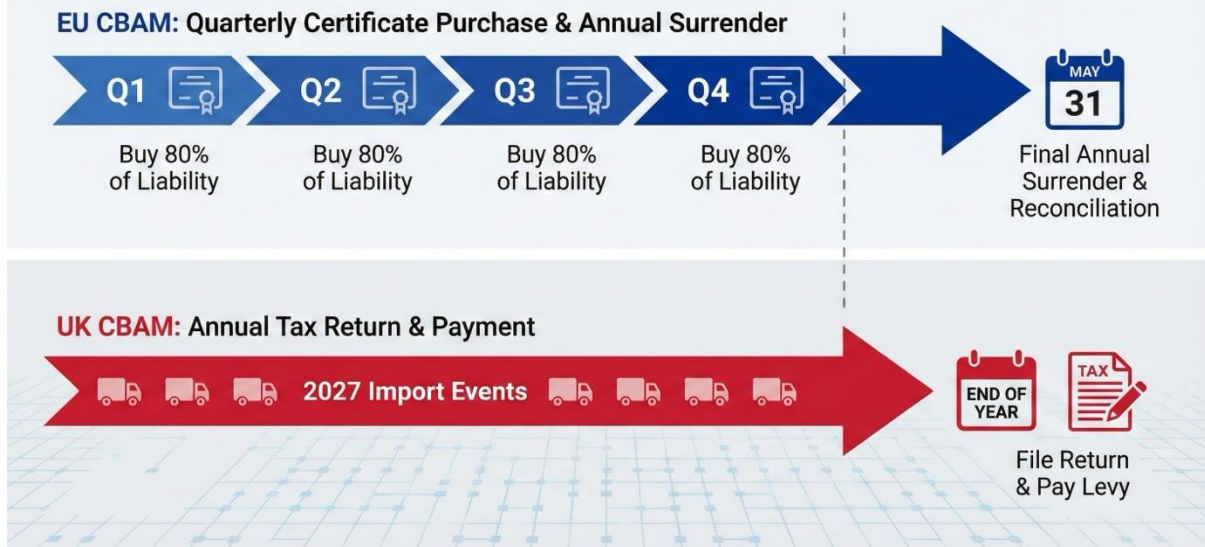 EU CBAM: Quarterly Certificate Purchase & Annual Surrender
Q1 Q2 Q3 Q4
Buy 80%
of Liability
Buy 80%
of Liability
Buy 80%
of Liability
Buy 80%
of Liability
MAY
31
Final Annual
Surrender &
Reconciliation
UK CBAM: Annual Tax Return & Payment
2027 Import Events
END OF
YEAR
TAX
File Return
& Pay Levy